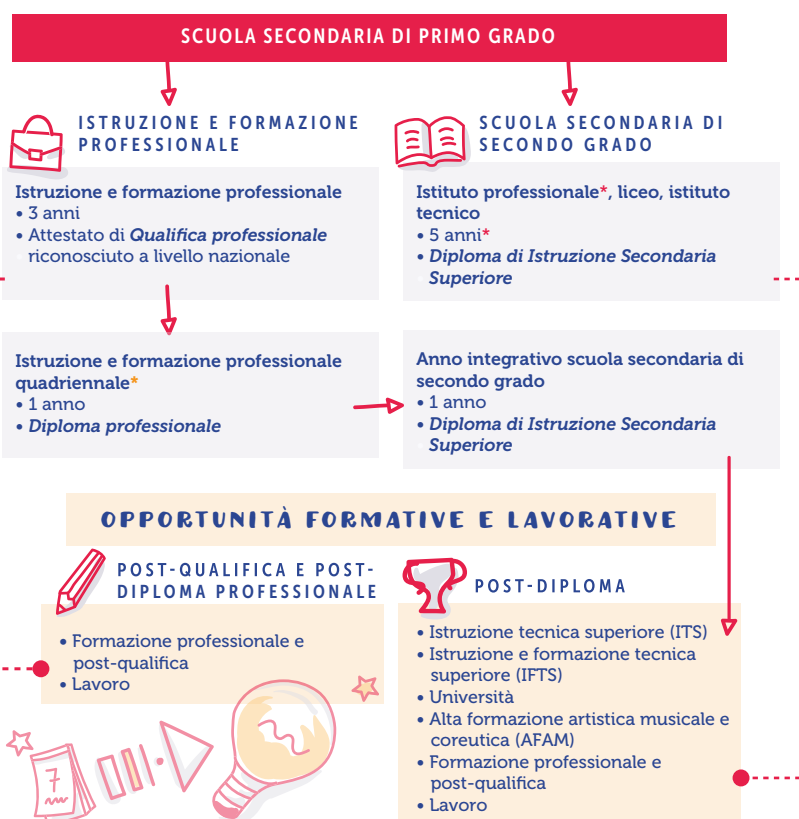 SCUOLA SECONDARIA DI PRIMO GRADO
ISTRUZIONE E FORMAZIONE
PROFESSIONALE
Istruzione e formazione professionale
• 3 anni
• Attestato di Qualifica professionale
riconosciuto a livello nazionale
SCUOLA SECONDARIA DI
SECONDO GRADO
Istituto professionale*, liceo, istituto
tecnico
• 5 anni*
• Diploma di Istruzione Secondaria
Superiore
Istruzione e formazione professionale
quadriennale*
• 1 anno
• Diploma professionale
Anno integrativo scuola secondaria di
secondo grado
• 1 anno
• Diploma di Istruzione Secondaria
Superiore
OPPORTUNITÀ FORMATIVE E LAVORATIVE
POST-QUALIFICA E POST-
DIPLOMA PROFESSIONALE
• Formazione professionale e
post-qualifica
• Lavoro
POST-DIPLOMA
• Istruzione tecnica superiore (ITS)
• Istruzione e formazione tecnica
superiore (IFTS)
• Università
• Alta formazione artistica musicale e
coreutica (AFAM)
• Formazione professionale e
post-qualifica
• Lavoro
7